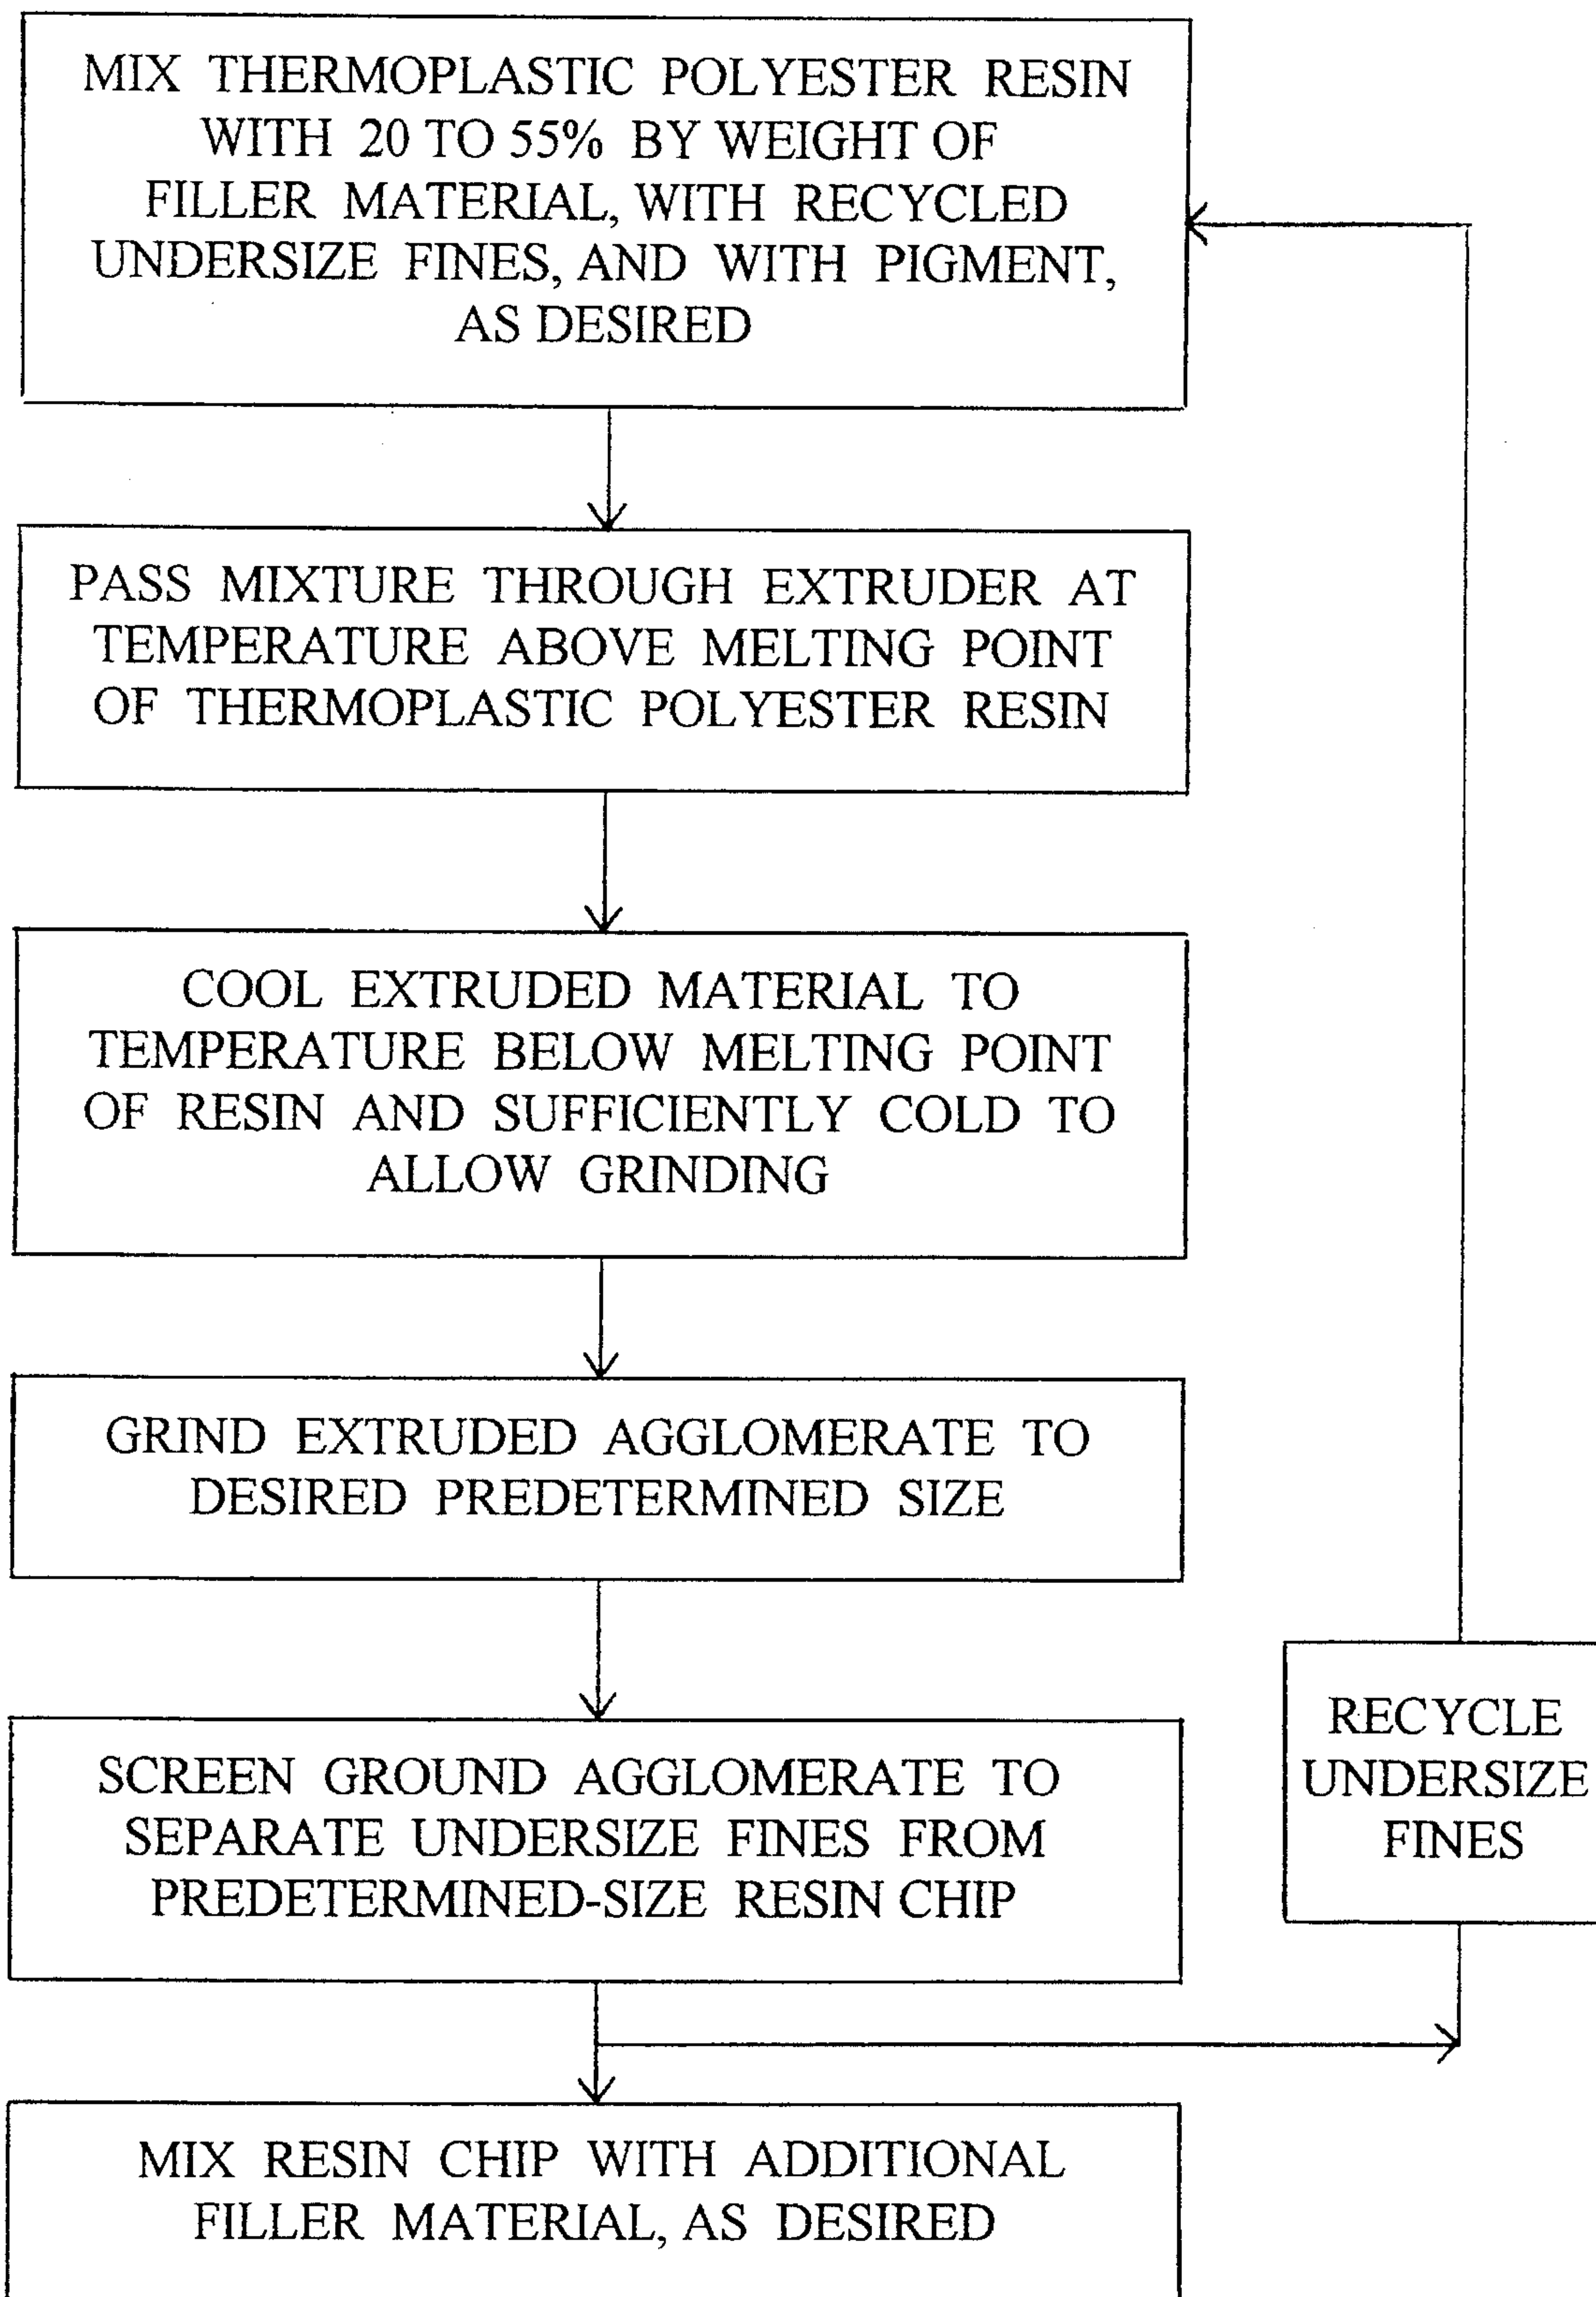 MIX THERMOPLASTIC POLYESTER RESIN
WITH 20 TO 55% BY WEIGHT OF
FILLER MATERIAL, WITH RECYCLED
UNDERSIZE FINES, AND WITH PIGMENT,
AS DESIRED
PASS MIXTURE THROUGH EXTRUDER AT
TEMPERATURE ABOVE MELTING POINT
OF THERMOPLASTIC POLYESTER RESIN
COOL EXTRUDED MATERIAL TO
TEMPERATURE BELOW MELTING POINT
OF RESIN AND SUFFICIENTLY COLD TO
ALLOW GRINDING
GRIND EXTRUDED AGGLOMERATE TO
DESIRED PREDETERMINED SIZE
SCREEN GROUND AGGLOMERATE TO
SEPARATE UNDERSIZE FINES FROM
PREDETERMINED-SIZE RESIN CHIP
RECYCLE
UNDERSIZE
FINES
MIX RESIN CHIP WITH ADDITIONAL
FILLER MATERIAL, AS DESIRED